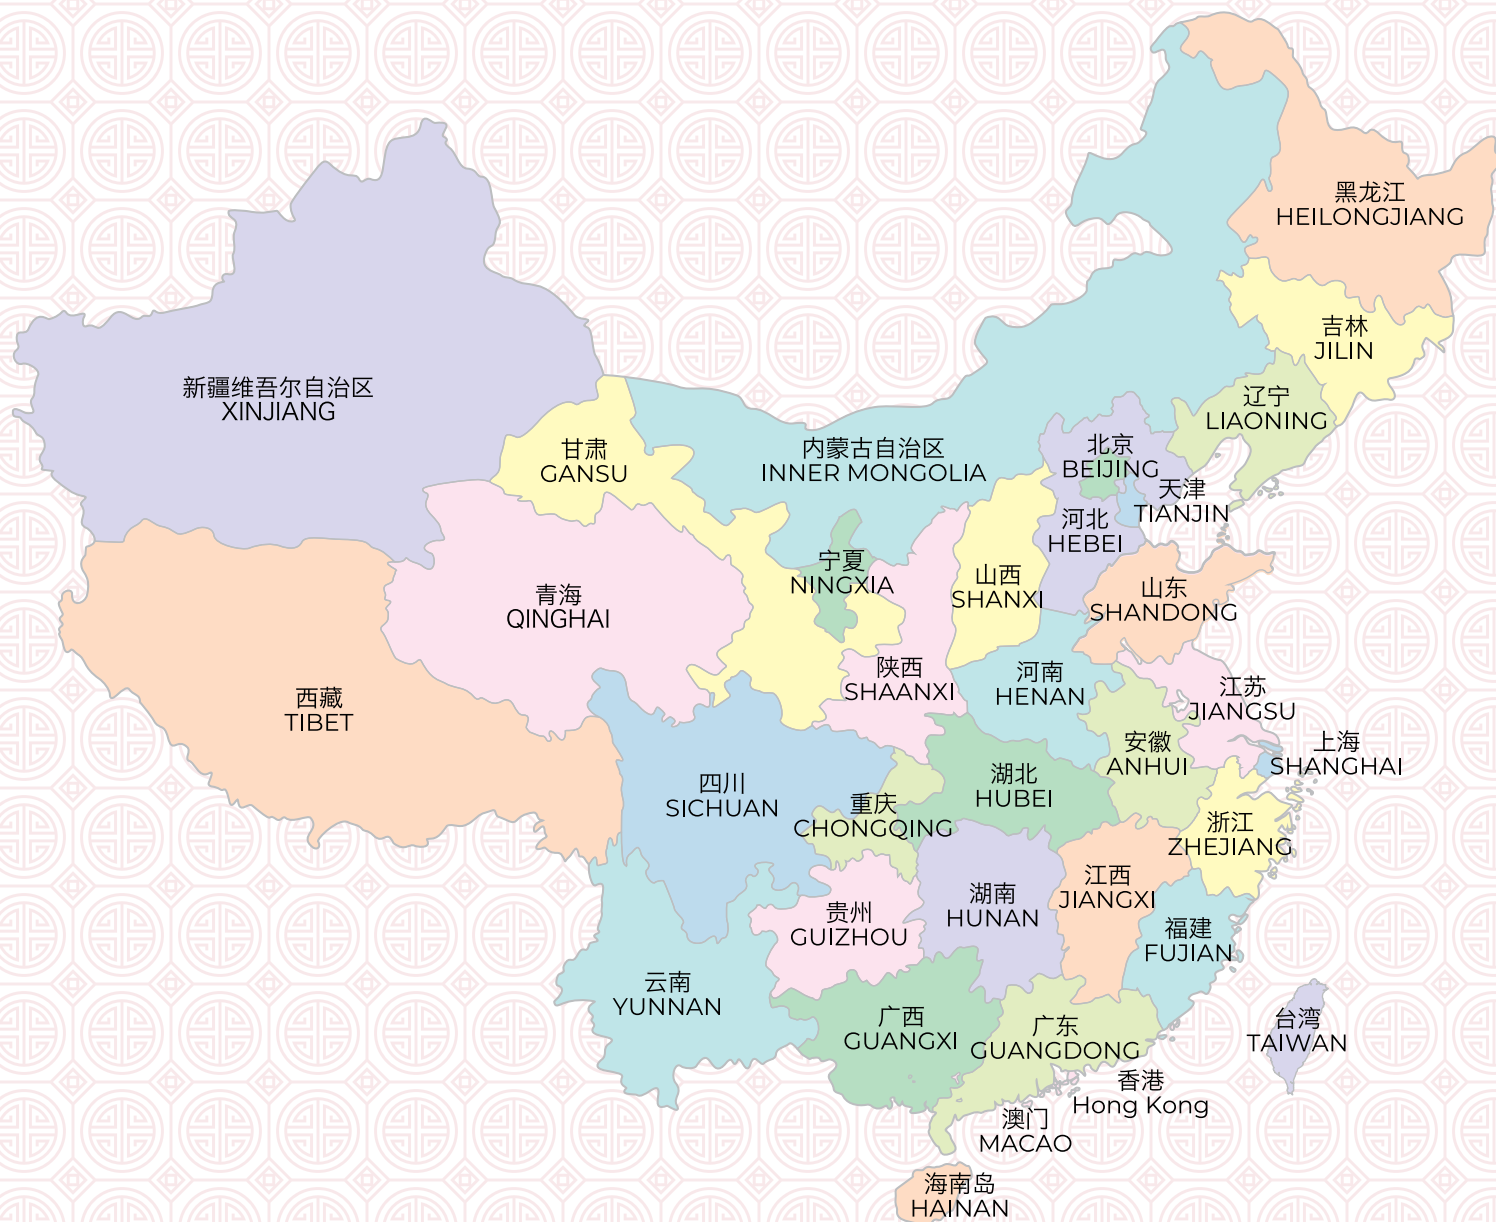 黑龙江
HEILONGJIANG
吉林
JILIN
辽宁
LIAONING
新疆维吾尔自治区
XINJIANG
甘肃
GANSU
内蒙古自治区
INNER MONGOLIA
北京
BEIJING
天津
TIANJIN
河北
HEBEI
宁夏
NINGXIA
山西
SHANXI
山东
SHANDONG
青海
QINGHAI
陕西
SHAANXI
河南
HENAN
江苏
JIANGSU
西藏
TIBET
安徽
ANHUI
上海
SHANGHAI
四川
SICHUAN
重庆
CHONGQING
湖北
HUBEI
浙江
ZHEJIANG
贵州
GUIZHOU
湖南
HUNAN
江西
JIANGXI
福建
FUJIAN
云南
YUNNAN
广西
GUANGXI
广东
GUANGDONG
台湾
TAIWAN
香港
Hong Kong
澳门
MACAO
海南岛
HAINAN